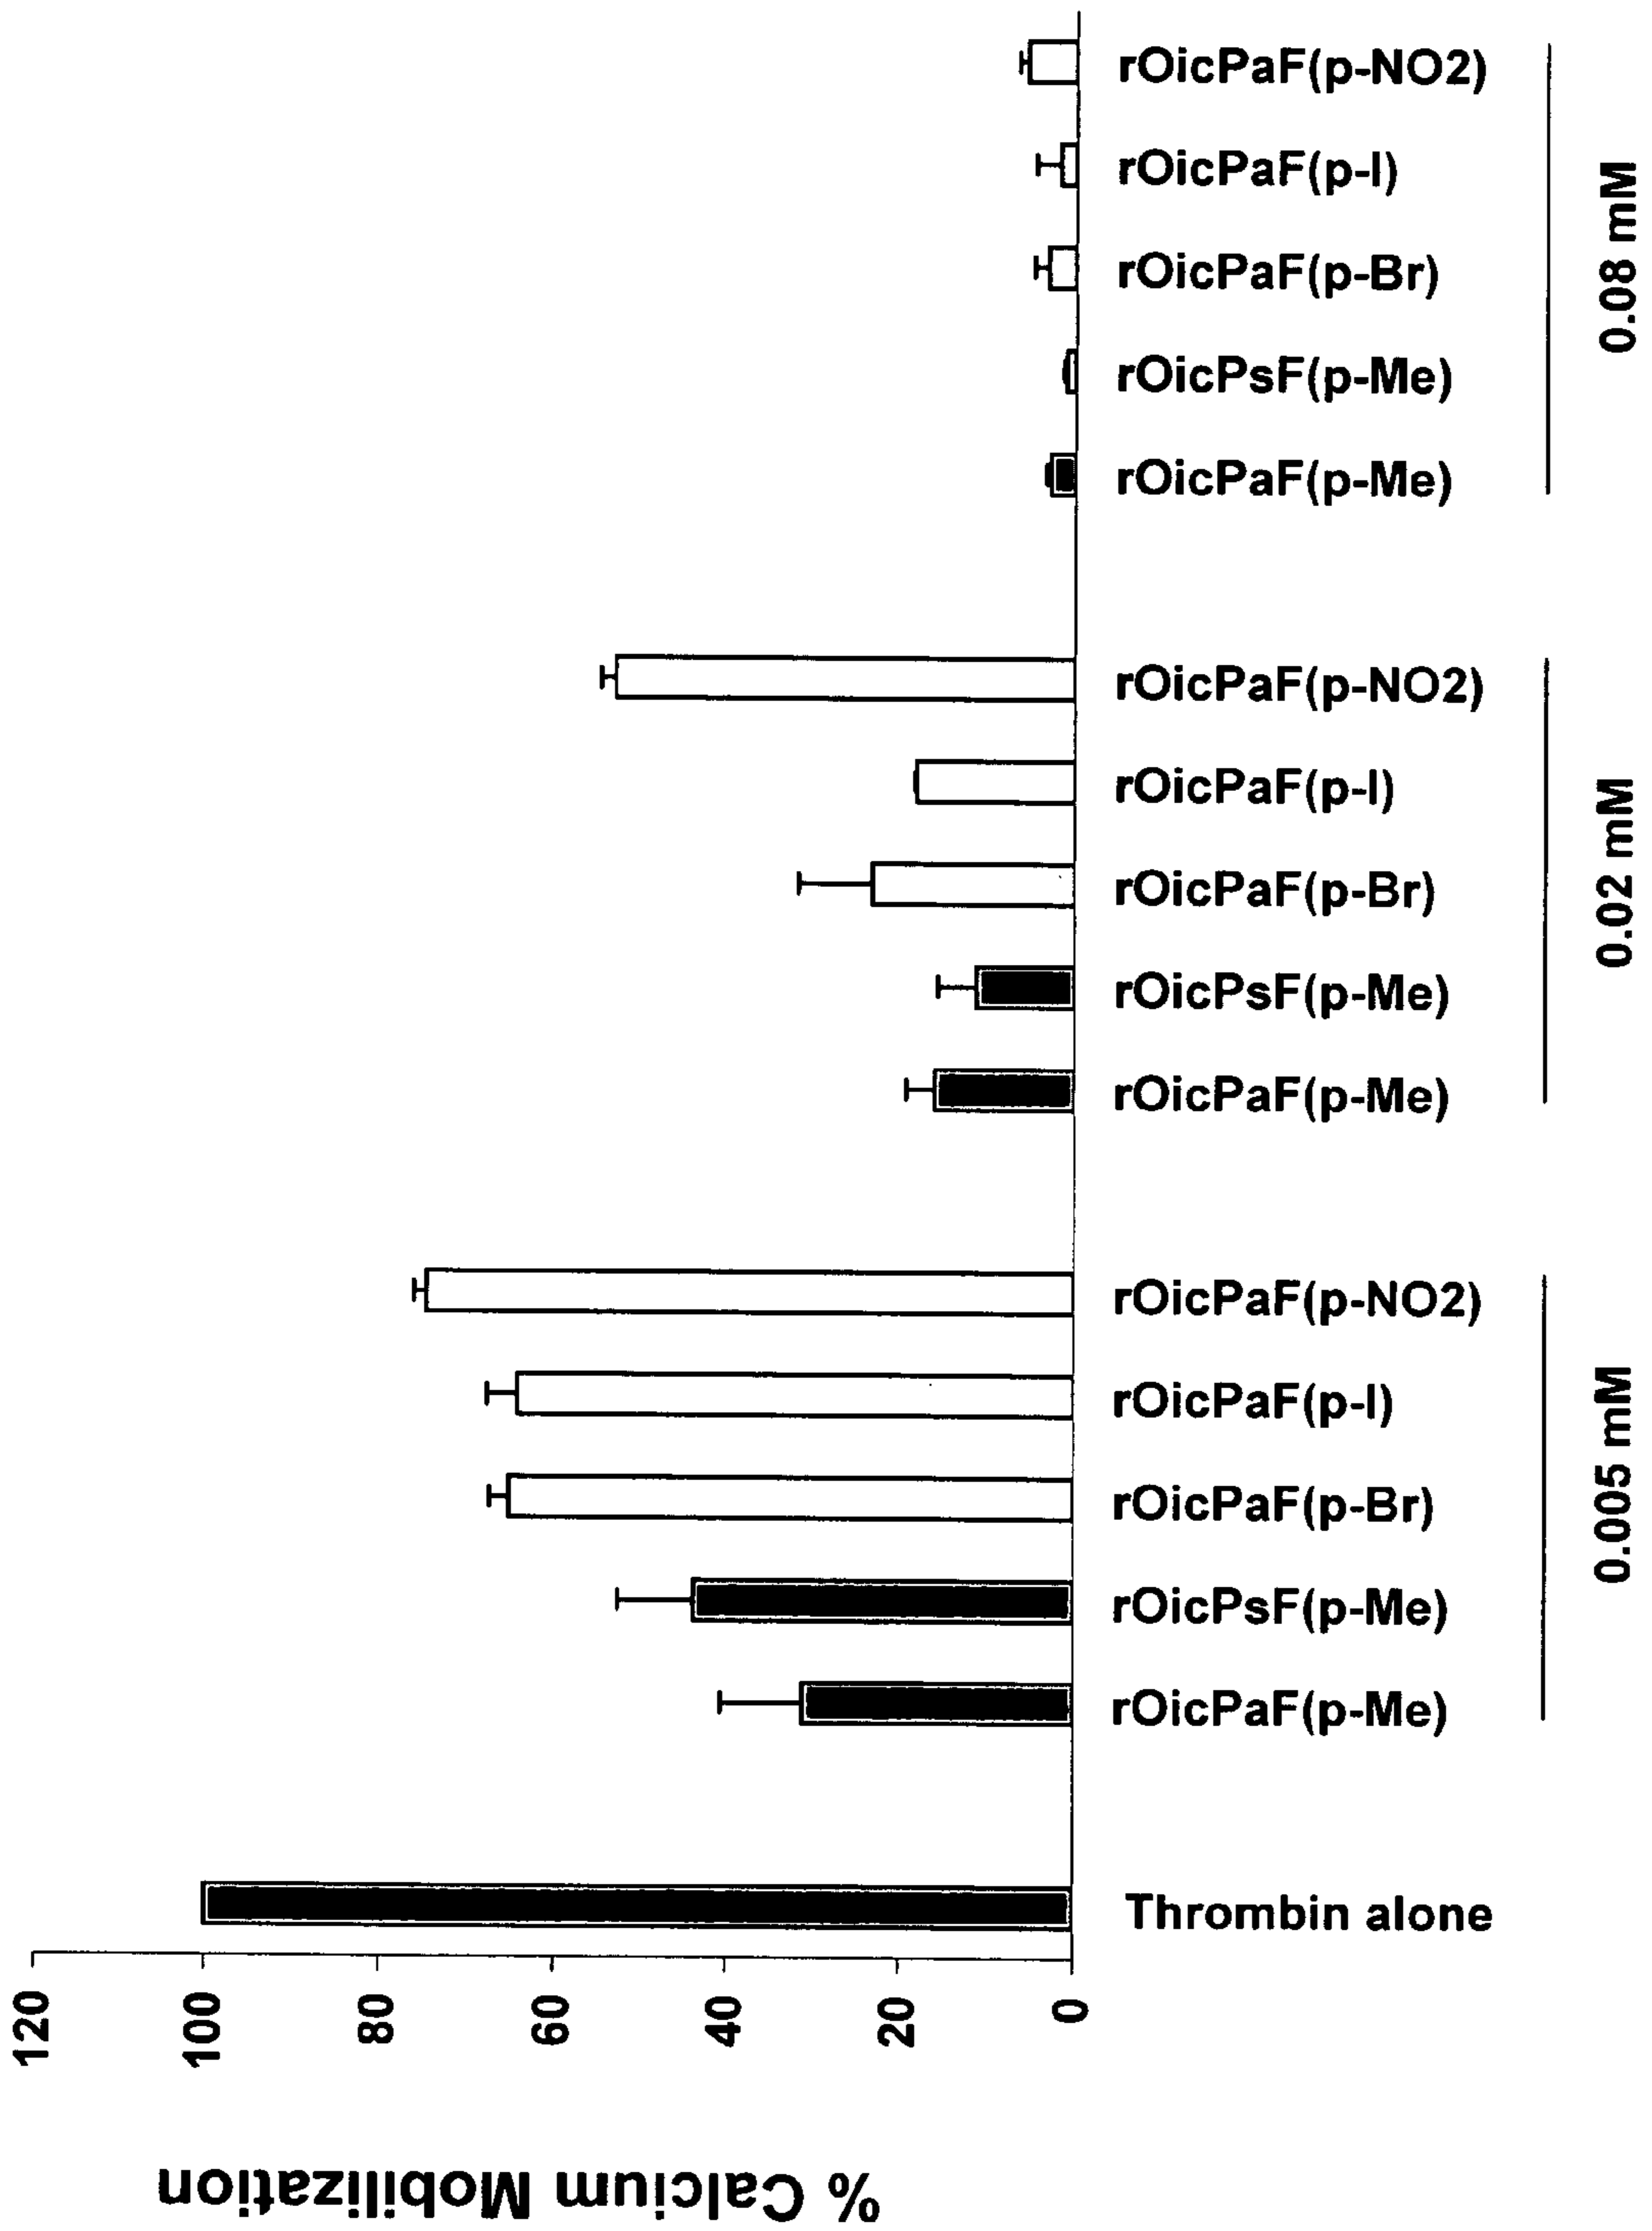 % Calcium Mobilization
120
100
80
60
40
20
0
Thrombin alone
rOicPaF(p-Me)
rOicPsF(p-Me)
rOicPaF(p-Br)
rOicPaF(p-I)
rOicPaF(p-NO2)
0.005 mM
rOicPaF(p-Me)
rOicPsF(p-Me)
rOicPaF(p-Br)
rOicPaF(p-I)
rOicPaF(p-NO2)
0.02 mM
rOicPaF(p-Me)
rOicPsF(p-Me)
rOicPaF(p-Br)
rOicPaF(p-I)
rOicPaF(p-NO2)
0.08 mM